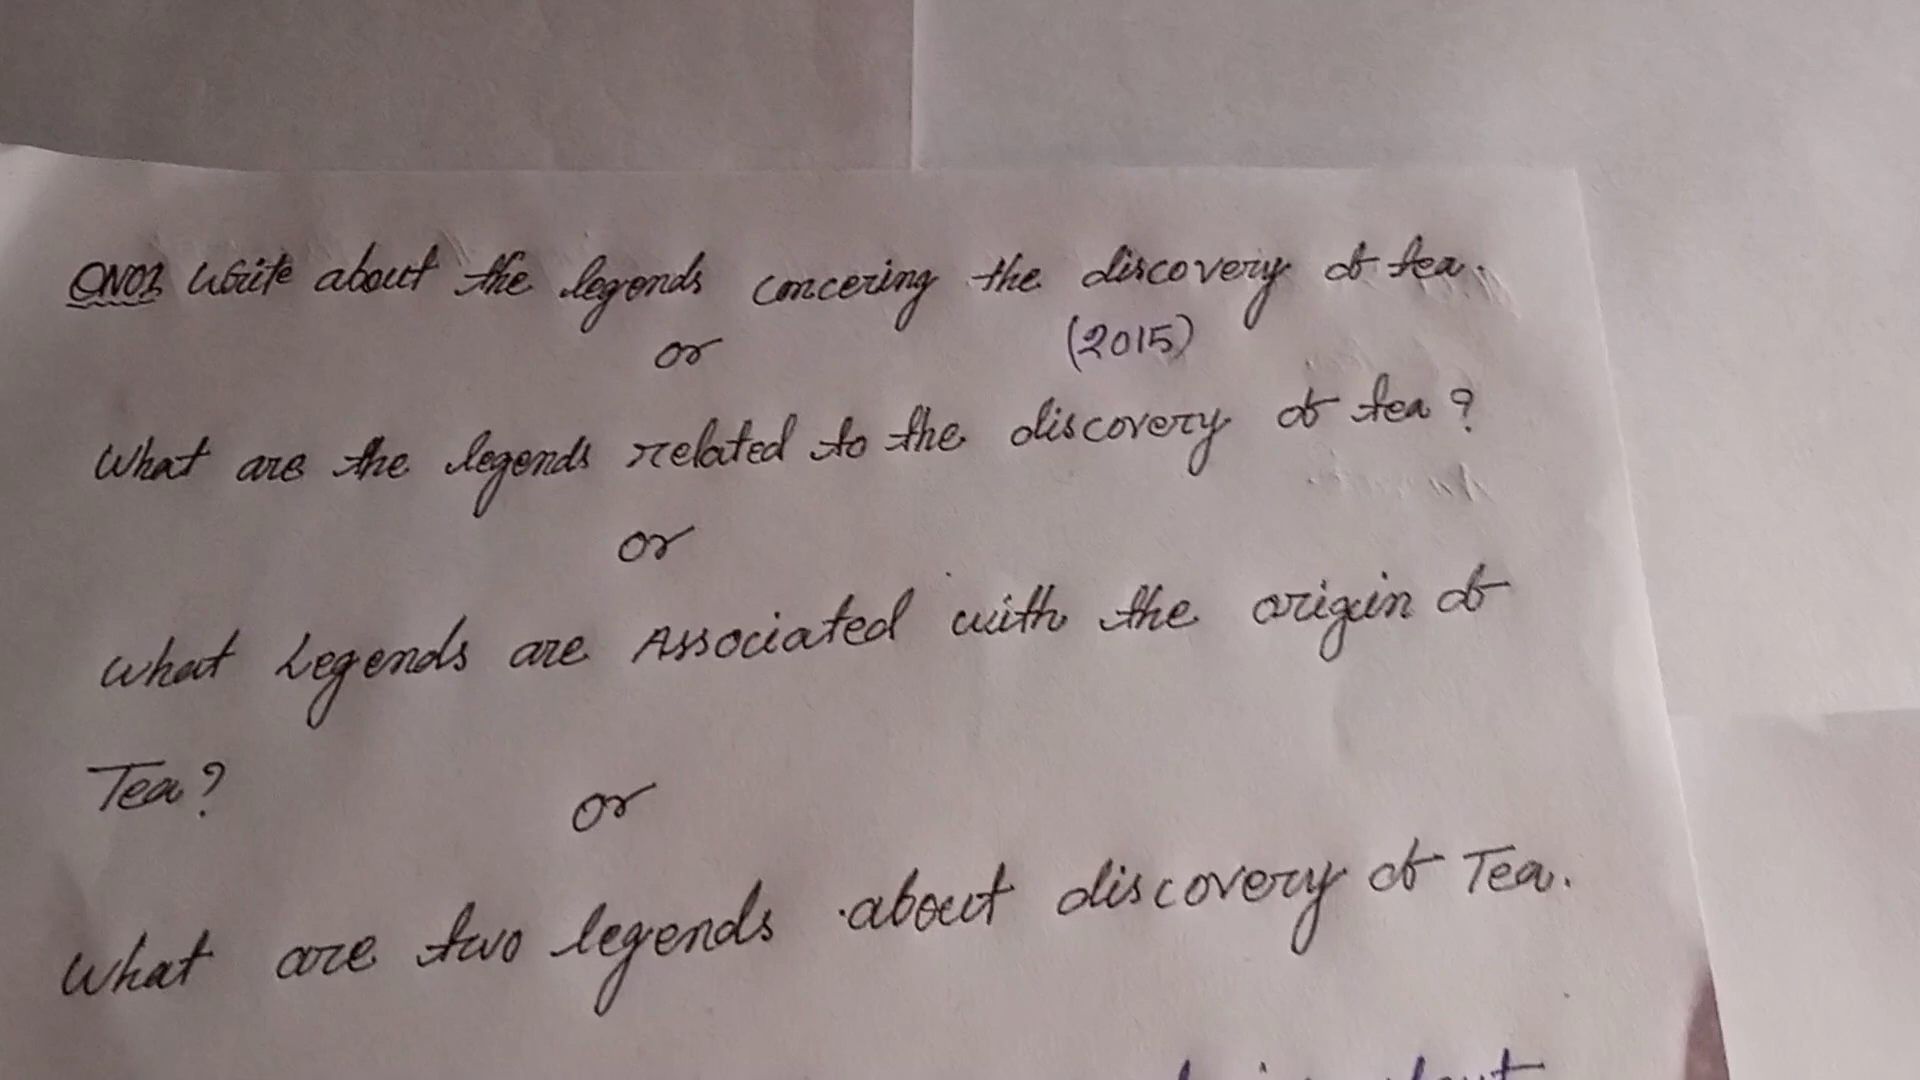 QNO1 Write about the legends concering the discovery of tea.
or (2015)
What are the legends related to the discovery of tea?
or
what Legends are Associated with the origin of
Tea?
or
What are two legends about discovery of Tea.